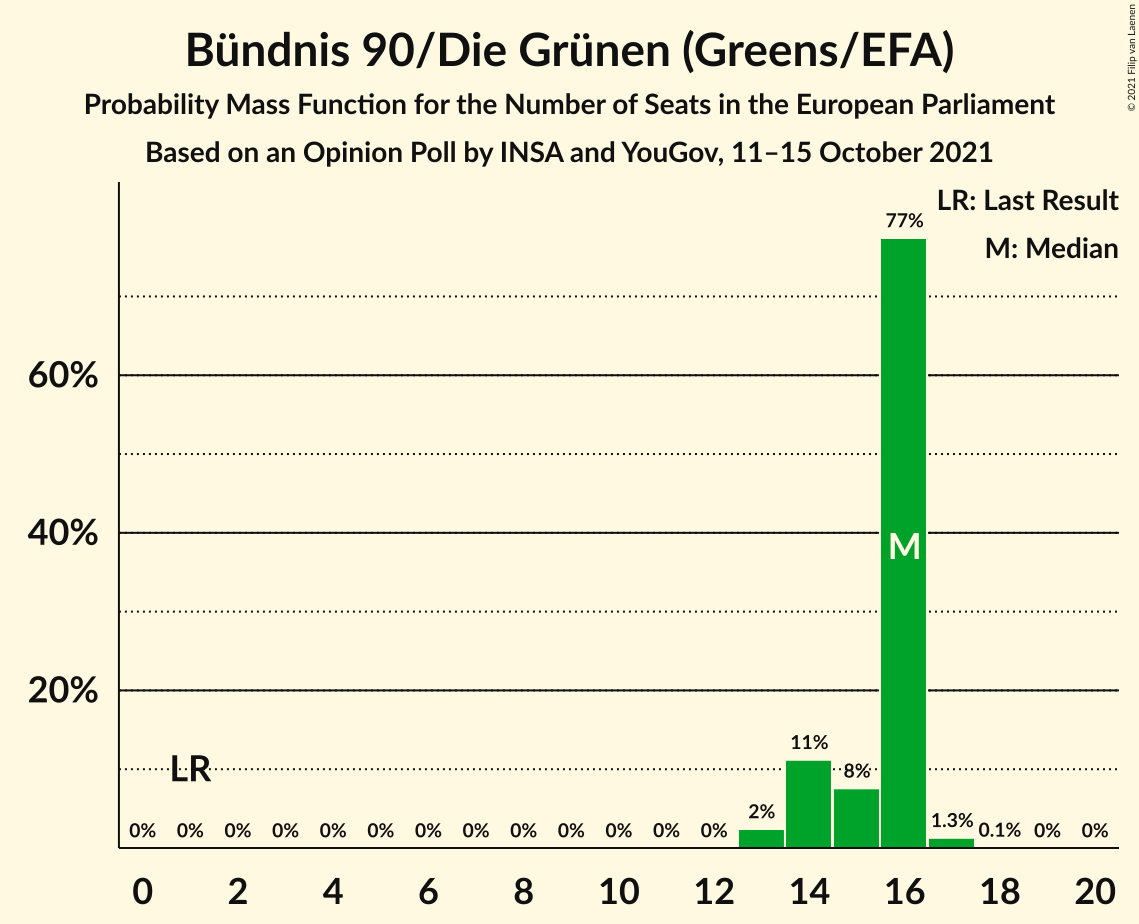 Bündnis 90/Die Grünen (Greens/EFA)
Probability Mass Function for the Number of Seats in the European Parliament
Based on an Opinion Poll by INSA and YouGov, 11–15 October 2021
© 2021 Filip van Laenen
LR: Last Result
M: Median
77%
60%
40%
M
20%
11%
8%
LR
2%
1.3%
0% 0% 0% 0% 0% 0% 0% 0% 0% 0% 0% 0% 0% 0.1% 0% 0%
0 2 4 6 8 10 12 14 16 18 20